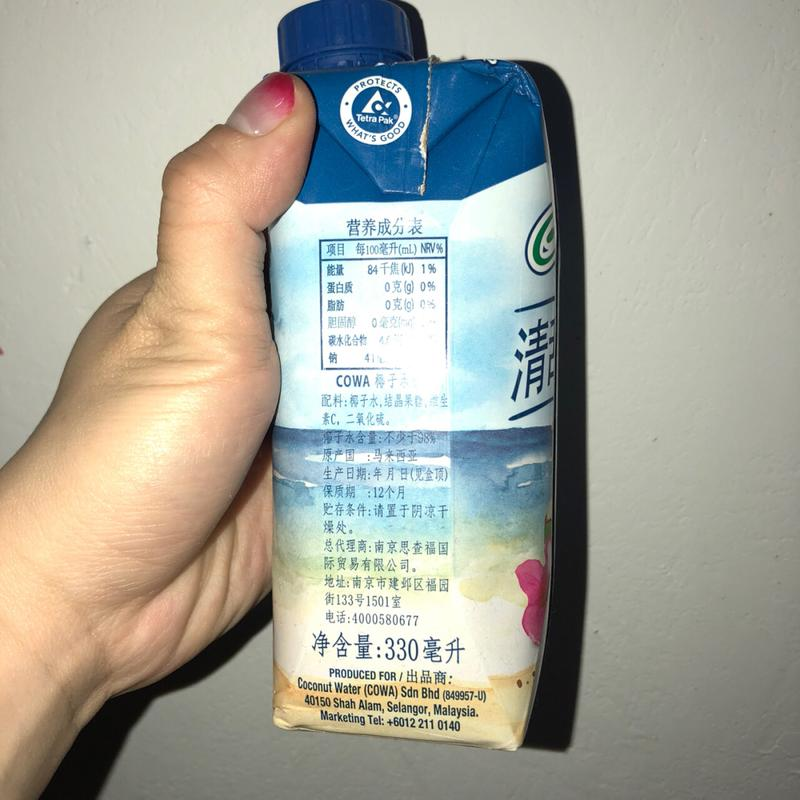 PROTECTS
Tetra Pak®
WHAT'S GOOD
营养成分表
项目 每100毫升(mL) NRV%
能量 84千焦(kJ) 1%
蛋白质 0克(g) 0%
脂肪 0克(g) 0%
胆固醇 0毫克
碳水化合物
钠
COWA 椰子水
配料:椰子水,结晶果糖,维生
素C,二氧化硫。
椰子水含量:不少于98%
原产国 :马来西亚
生产日期:年月日(见盒顶)
保质期 :12个月
贮存条件:请置于阴凉干
燥处。
总代理商:南京思查福国
际贸易有限公司。
地址:南京市建邺区福园
街133号1501室
电话:4000580677
净含量:330毫升
PRODUCED FOR / 出品商:
Coconut Water (COWA) Sdn Bhd (849957-U)
40150 Shah Alam, Selangor, Malaysia.
Marketing Tel: +6012 211 0140
清